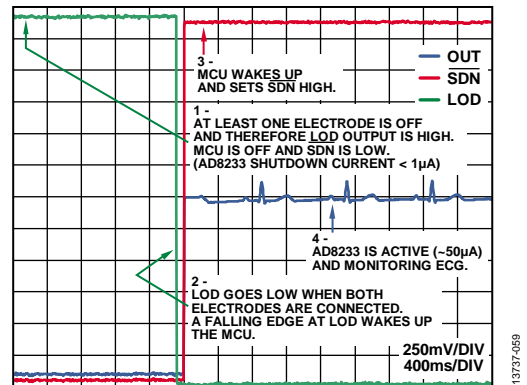 OUT
SDN
LOD
3 -
MCU WAKES UP
AND SETS SDN HIGH.
1 -
AT LEAST ONE ELECTRODE IS OFF
AND THEREFORE LOD OUTPUT IS HIGH.
MCU IS OFF AND SDN IS LOW.
(AD8233 SHUTDOWN CURRENT < 1µA)
4 -
AD8233 IS ACTIVE (~50µA)
AND MONITORING ECG.
2 -
LOD GOES LOW WHEN BOTH
ELECTRODES ARE CONNECTED.
A FALLING EDGE AT LOD WAKES UP
THE MCU.
250mV/DIV
400ms/DIV
13737-059